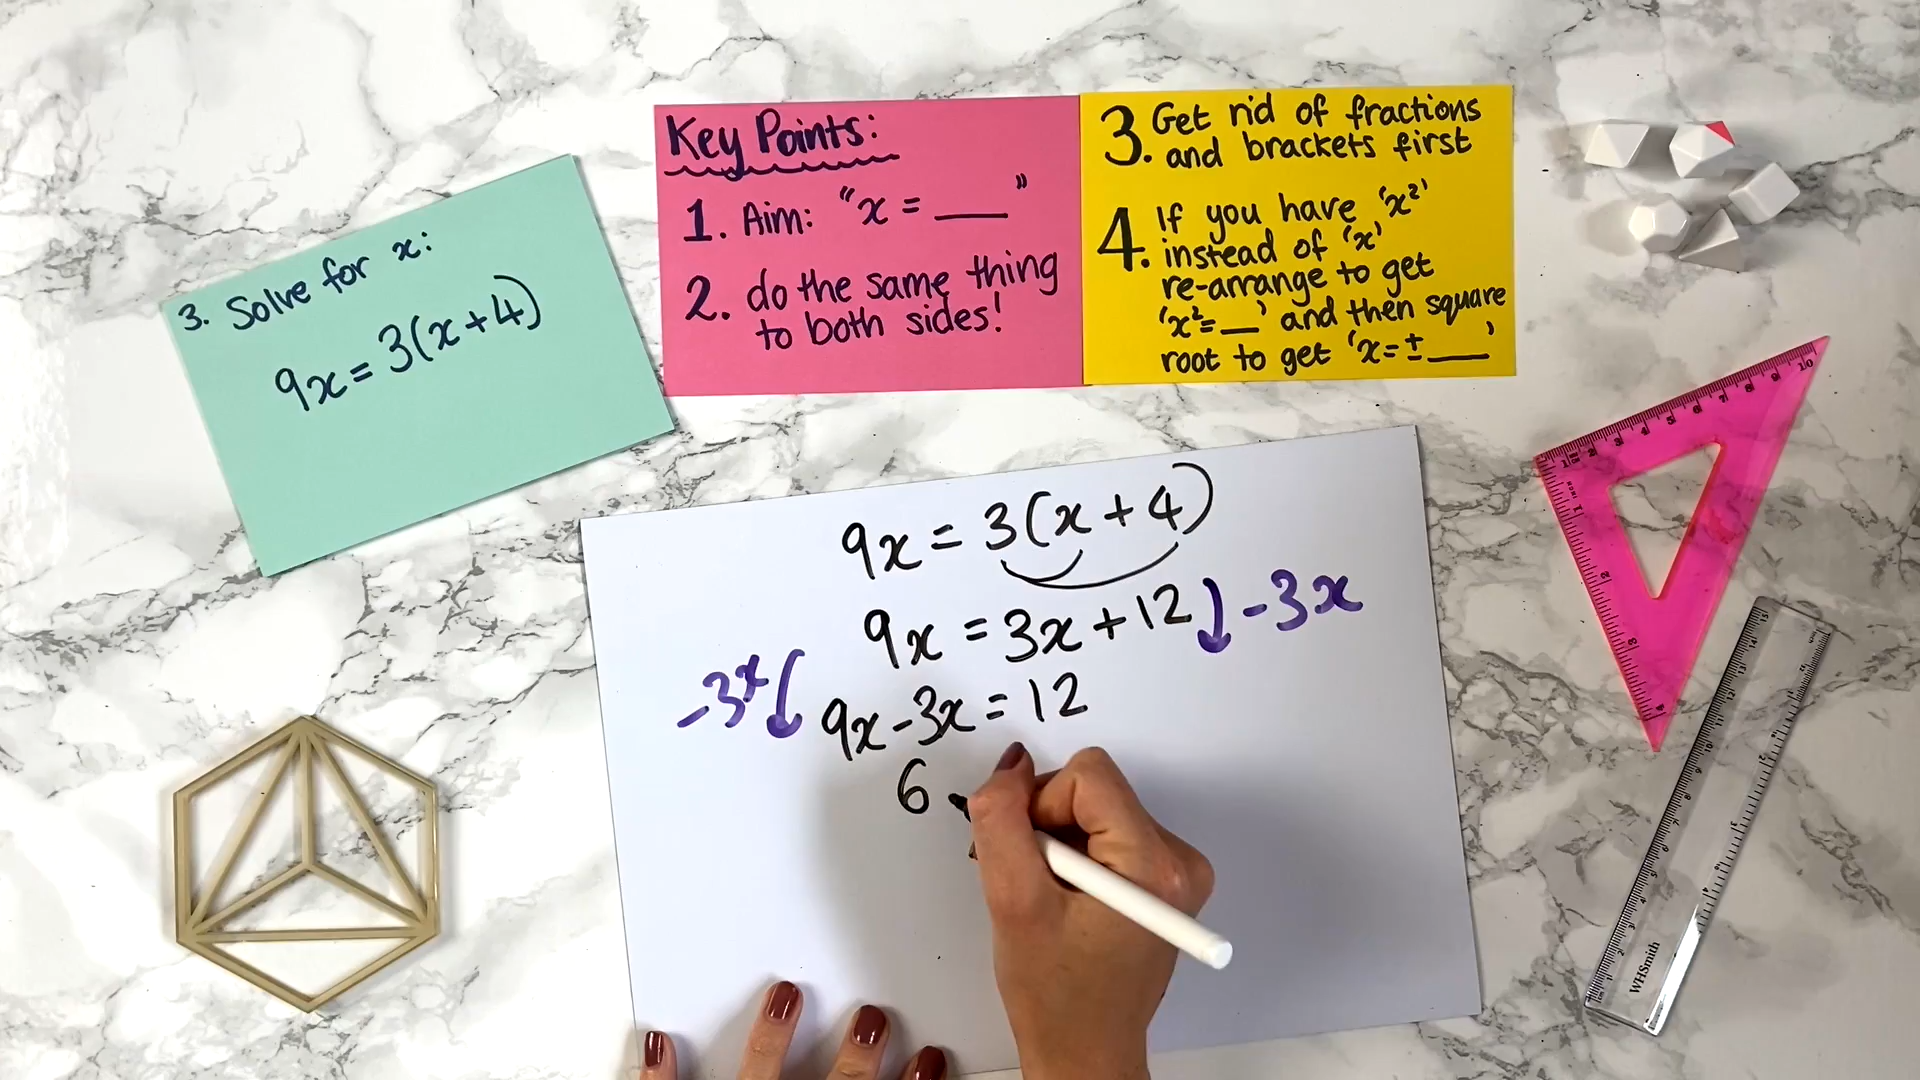 3. Solve for x:
9x = 3(x+4)
Key Points:
1. Aim: "x = ___"
2. do the same thing
to both sides!
3. Get rid of fractions
and brackets first
4. If you have 'x²'
instead of 'x'
re-arrange to get
'x²= __' and then square
root to get 'x=±___'
9x = 3(x+4)
9x = 3x+12 -3x
-3x 9x-3x = 12
6
WHSmith